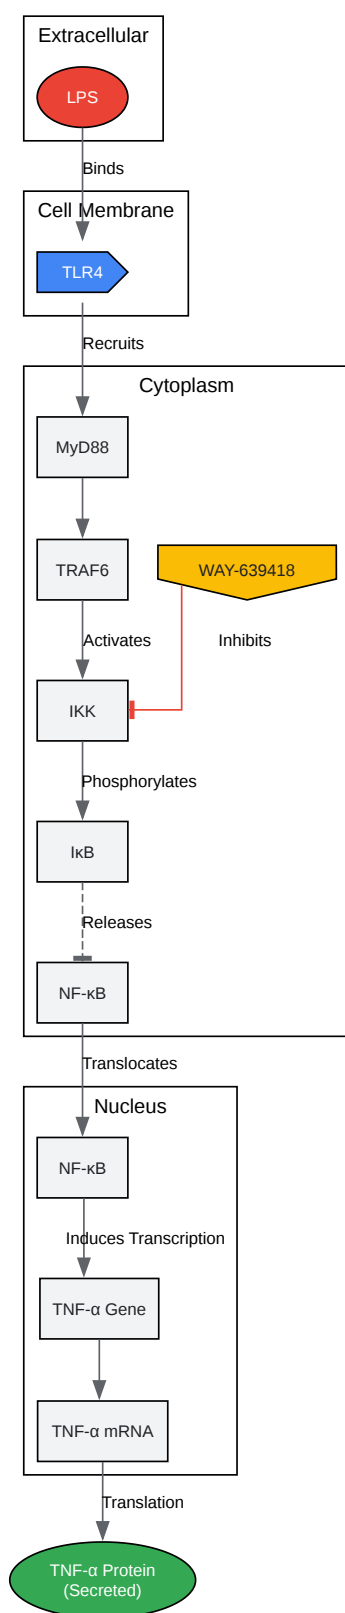 Extracellular
LPS
Binds
Cell Membrane
TLR4
Recruits
Cytoplasm
MyD88
TRAF6
WAY-639418
Activates
Inhibits
IKK
Phosphorylates
IκB
Releases
NF-κB
Translocates
Nucleus
NF-κB
Induces Transcription
TNF-α Gene
TNF-α mRNA
Translation
TNF-α Protein
(Secreted)